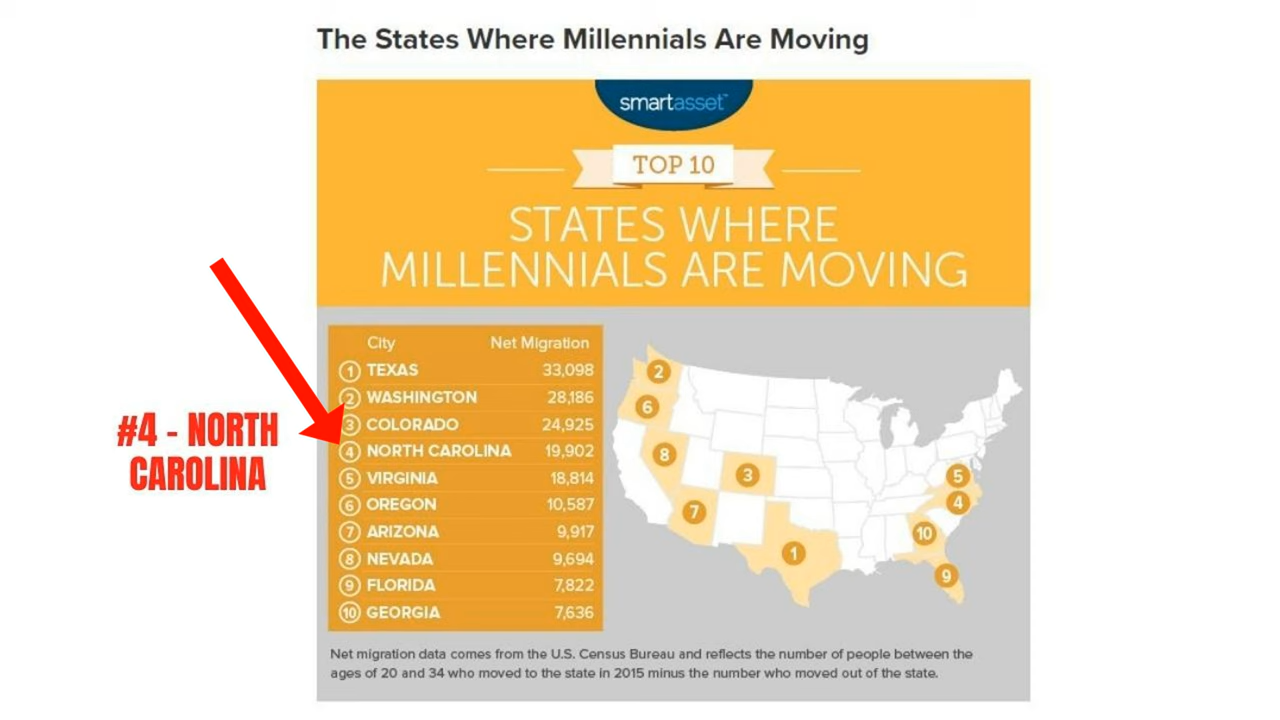 The States Where Millennials Are Moving
smartasset™
TOP 10
STATES WHERE
MILLENNIALS ARE MOVING
City Net Migration
1 TEXAS 33,098
2 WASHINGTON 28,186
3 COLORADO 24,925
4 NORTH CAROLINA 19,902
5 VIRGINIA 18,814
6 OREGON 10,587
7 ARIZONA 9,917
8 NEVADA 9,694
9 FLORIDA 7,822
10 GEORGIA 7,636
#4 - NORTH
CAROLINA
2
6
8
3
5
4
7
10
1
9
Net migration data comes from the U.S. Census Bureau and reflects the number of people between the
ages of 20 and 34 who moved to the state in 2015 minus the number who moved out of the state.